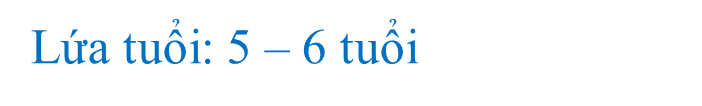 Lứa tuổi: 5 – 6 tuổi